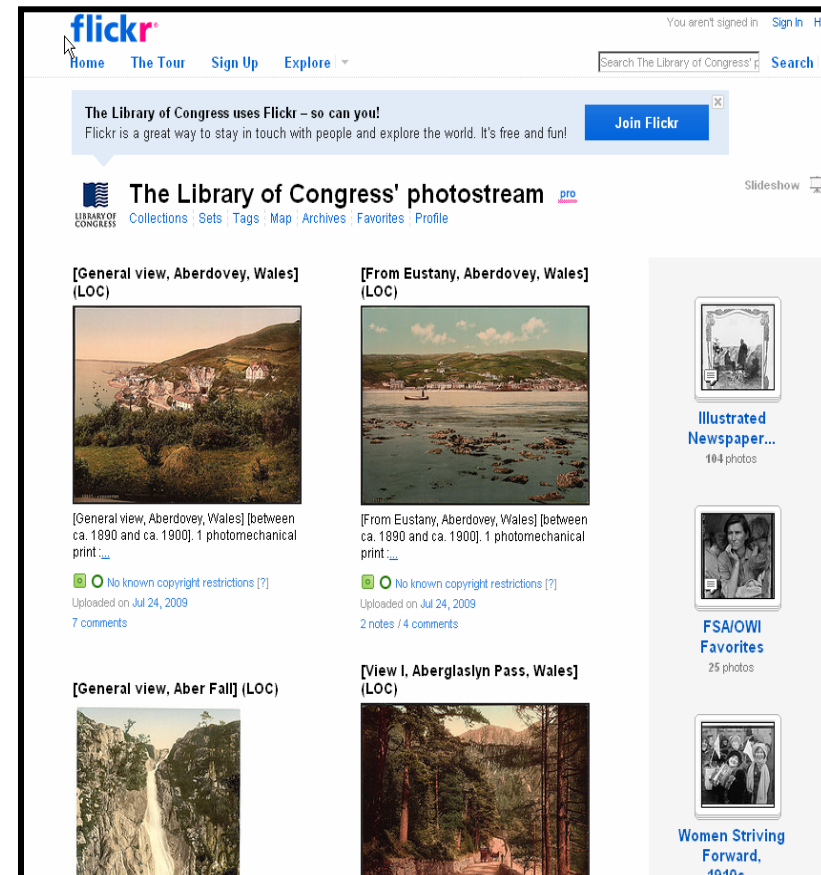 flickr
You aren't signed in Sign In H
Home The Tour Sign Up Explore
Search The Library of Congress' p Search
The Library of Congress uses Flickr – so can you!
Flickr is a great way to stay in touch with people and explore the world. It's free and fun!
Join Flickr
LIBRARY OF
CONGRESS
The Library of Congress' photostream pro
Collections Sets Tags Map Archives Favorites Profile
Slideshow
[General view, Aberdovey, Wales]
(LOC)
[General view, Aberdovey, Wales] [between
ca. 1890 and ca. 1900]. 1 photomechanical
print :...
No known copyright restrictions [?]
Uploaded on Jul 24, 2009
7 comments
[From Eustany, Aberdovey, Wales]
(LOC)
[From Eustany, Aberdovey, Wales] [between
ca. 1890 and ca. 1900]. 1 photomechanical
print :...
No known copyright restrictions [?]
Uploaded on Jul 24, 2009
2 notes / 4 comments
[General view, Aber Fall] (LOC)
[View I, Aberglaslyn Pass, Wales]
(LOC)
Illustrated
Newspaper...
104 photos
FSA/OWI
Favorites
25 photos
Women Striving
Forward,